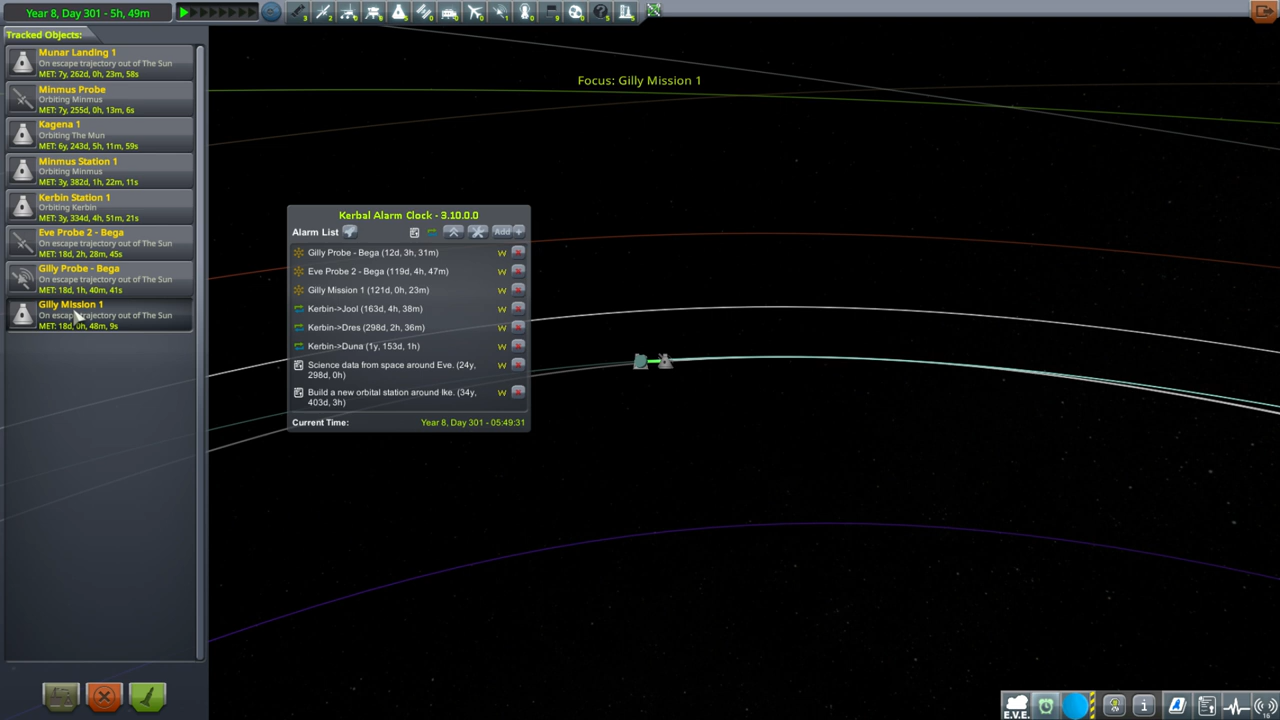 Year 8, Day 301 - 5h, 49m
Tracked Objects:
Munar Landing 1
On escape trajectory out of The Sun
MET: 7y, 262d, 0h, 23m, 58s
Minmus Probe
Orbiting Minmus
MET: 7y, 255d, 0h, 13m, 6s
Kagena 1
Orbiting The Mun
MET: 6y, 243d, 5h, 11m, 59s
Minmus Station 1
Orbiting Minmus
MET: 3y, 382d, 1h, 22m, 11s
Kerbin Station 1
Orbiting Kerbin
MET: 3y, 334d, 4h, 51m, 21s
Eve Probe 2 - Bega
On escape trajectory out of The Sun
MET: 18d, 2h, 28m, 45s
Gilly Probe - Bega
On escape trajectory out of The Sun
MET: 18d, 1h, 40m, 41s
Gilly Mission 1
On escape trajectory out of The Sun
MET: 18d, 0h, 48m, 9s
Focus: Gilly Mission 1
Kerbal Alarm Clock - 3.10.0.0
Alarm List
Add +
Gilly Probe - Bega (12d, 3h, 31m) W
Eve Probe 2 - Bega (119d, 4h, 47m) W
Gilly Mission 1 (121d, 0h, 23m) W
Kerbin->Jool (163d, 4h, 38m) W
Kerbin->Dres (298d, 2h, 36m) W
Kerbin->Duna (1y, 153d, 1h) W
Science data from space around Eve. (24y, W
298d, 0h)
Build a new orbital station around Ike. (34y, W
403d, 3h)
Current Time: Year 8, Day 301 - 05:49:31
E.V.E.